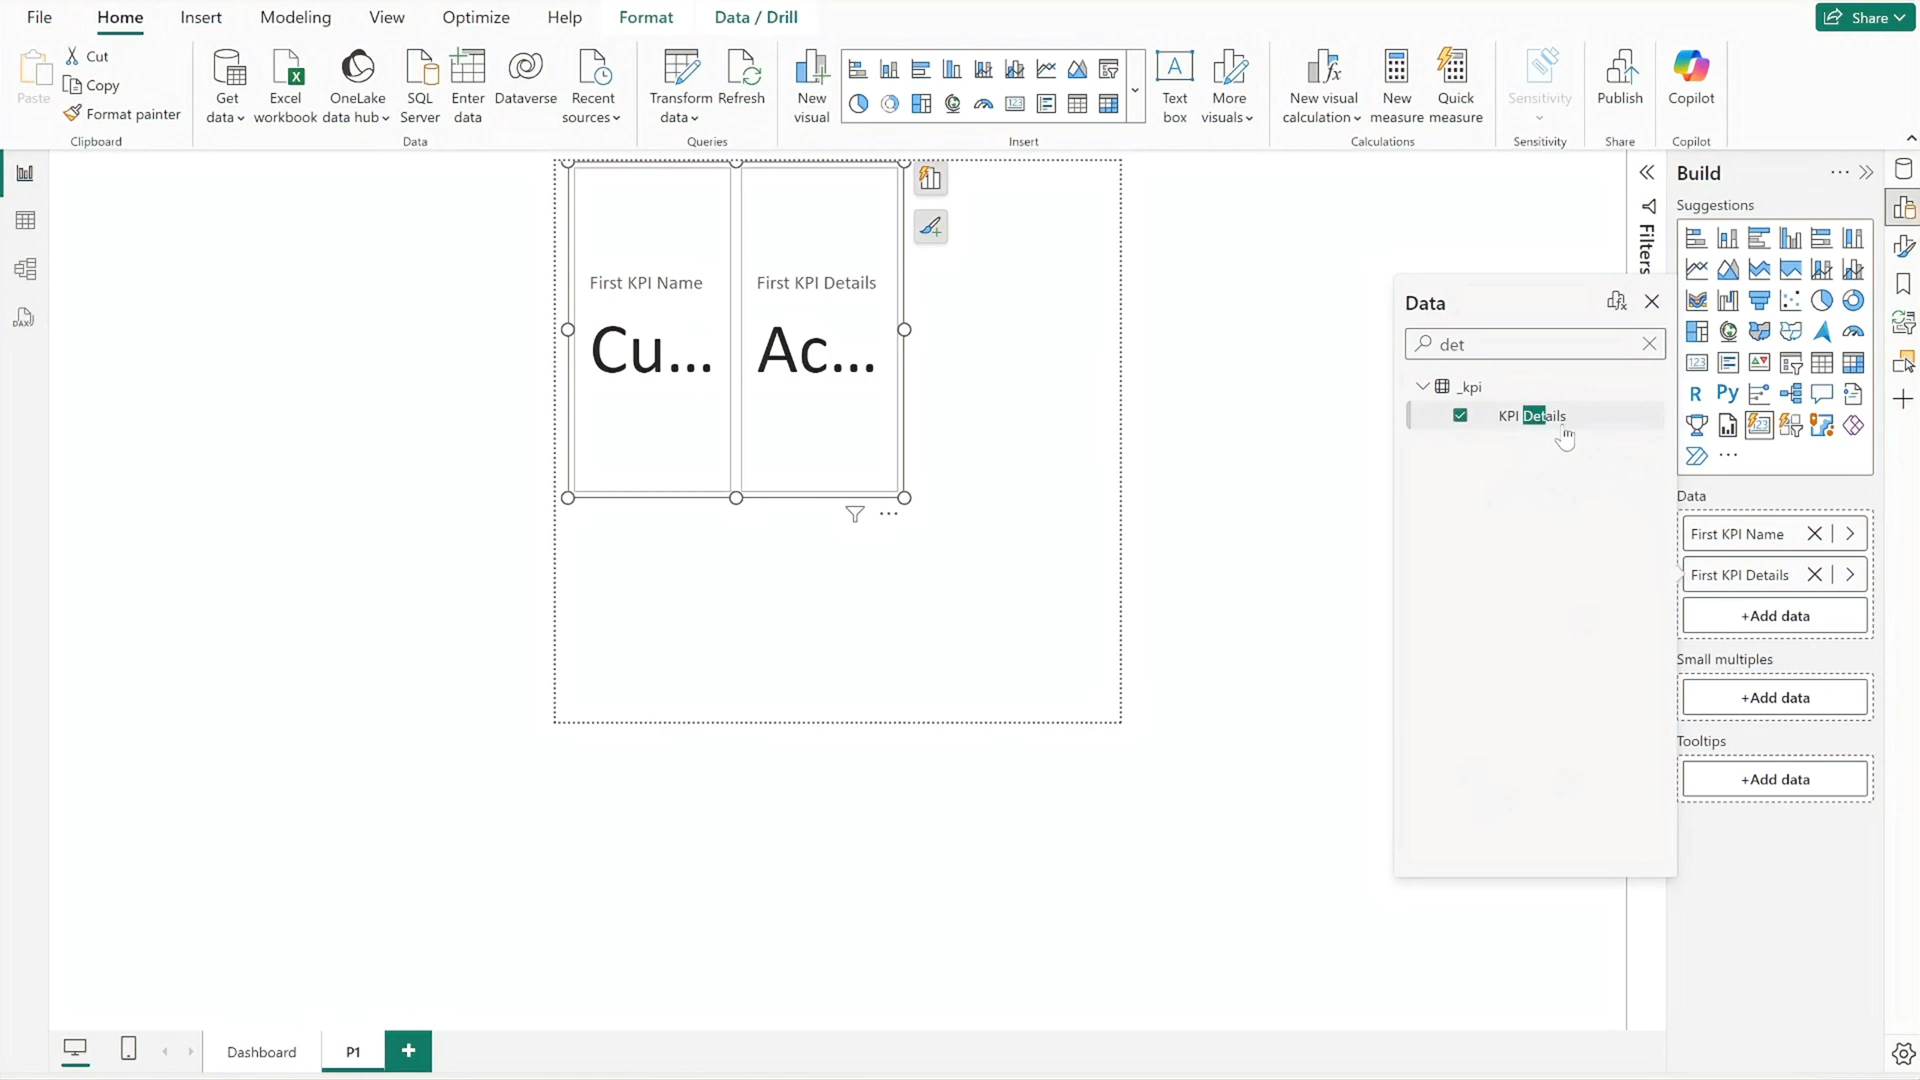 File Home Insert Modeling View Optimize Help Format Data / Drill Share
Paste
Cut
Copy
Format painter
Clipboard
Get data
Excel workbook
OneLake data hub
SQL Server
Enter data
Dataverse
Recent sources
Data
Transform data
Refresh
Queries
New visual
Text box
More visuals
Insert
New visual calculation
New measure
Quick measure
Calculations
Sensitivity
Sensitivity
Publish
Share
Copilot
Copilot
DAX
First KPI Name
Cu...
First KPI Details
Ac...
Filters
Data
det
_kpi
KPI Details
Build
Suggestions
123
R
Py
123
Data
First KPI Name
First KPI Details
+Add data
Small multiples
+Add data
Tooltips
+Add data
Dashboard
P1